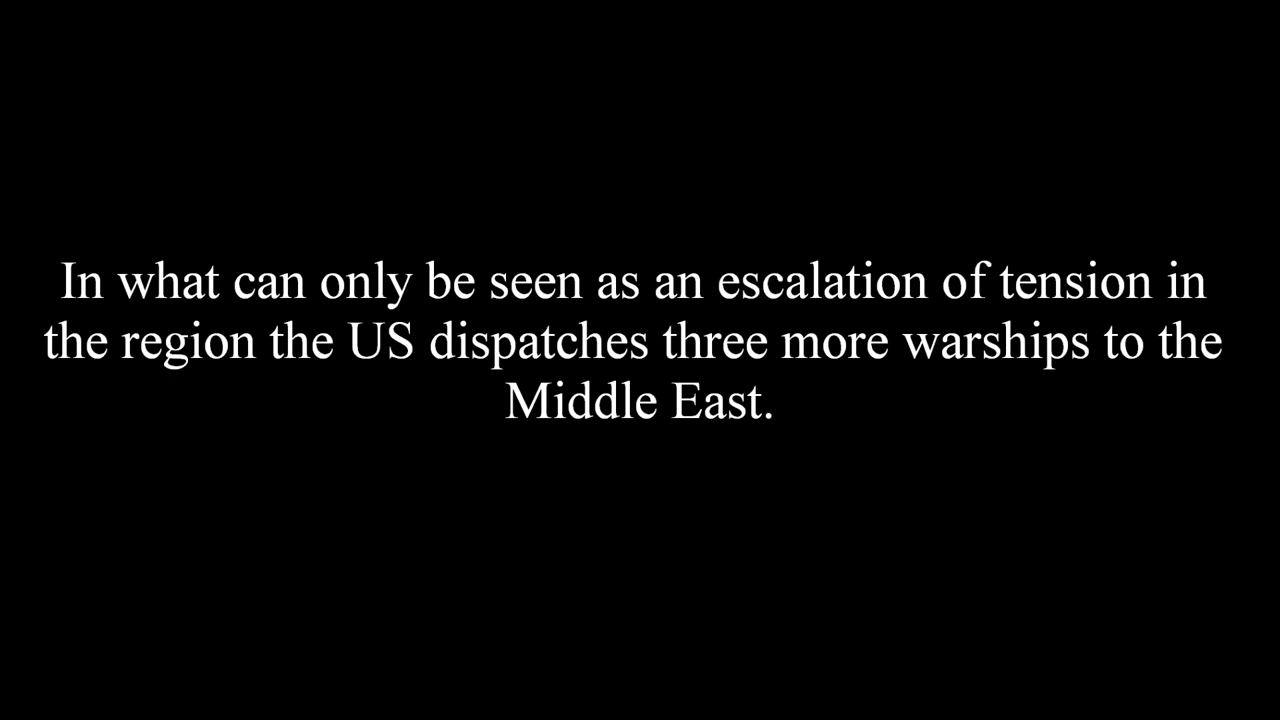 In what can only be seen as an escalation of tension in
the region the US dispatches three more warships to the
Middle East.